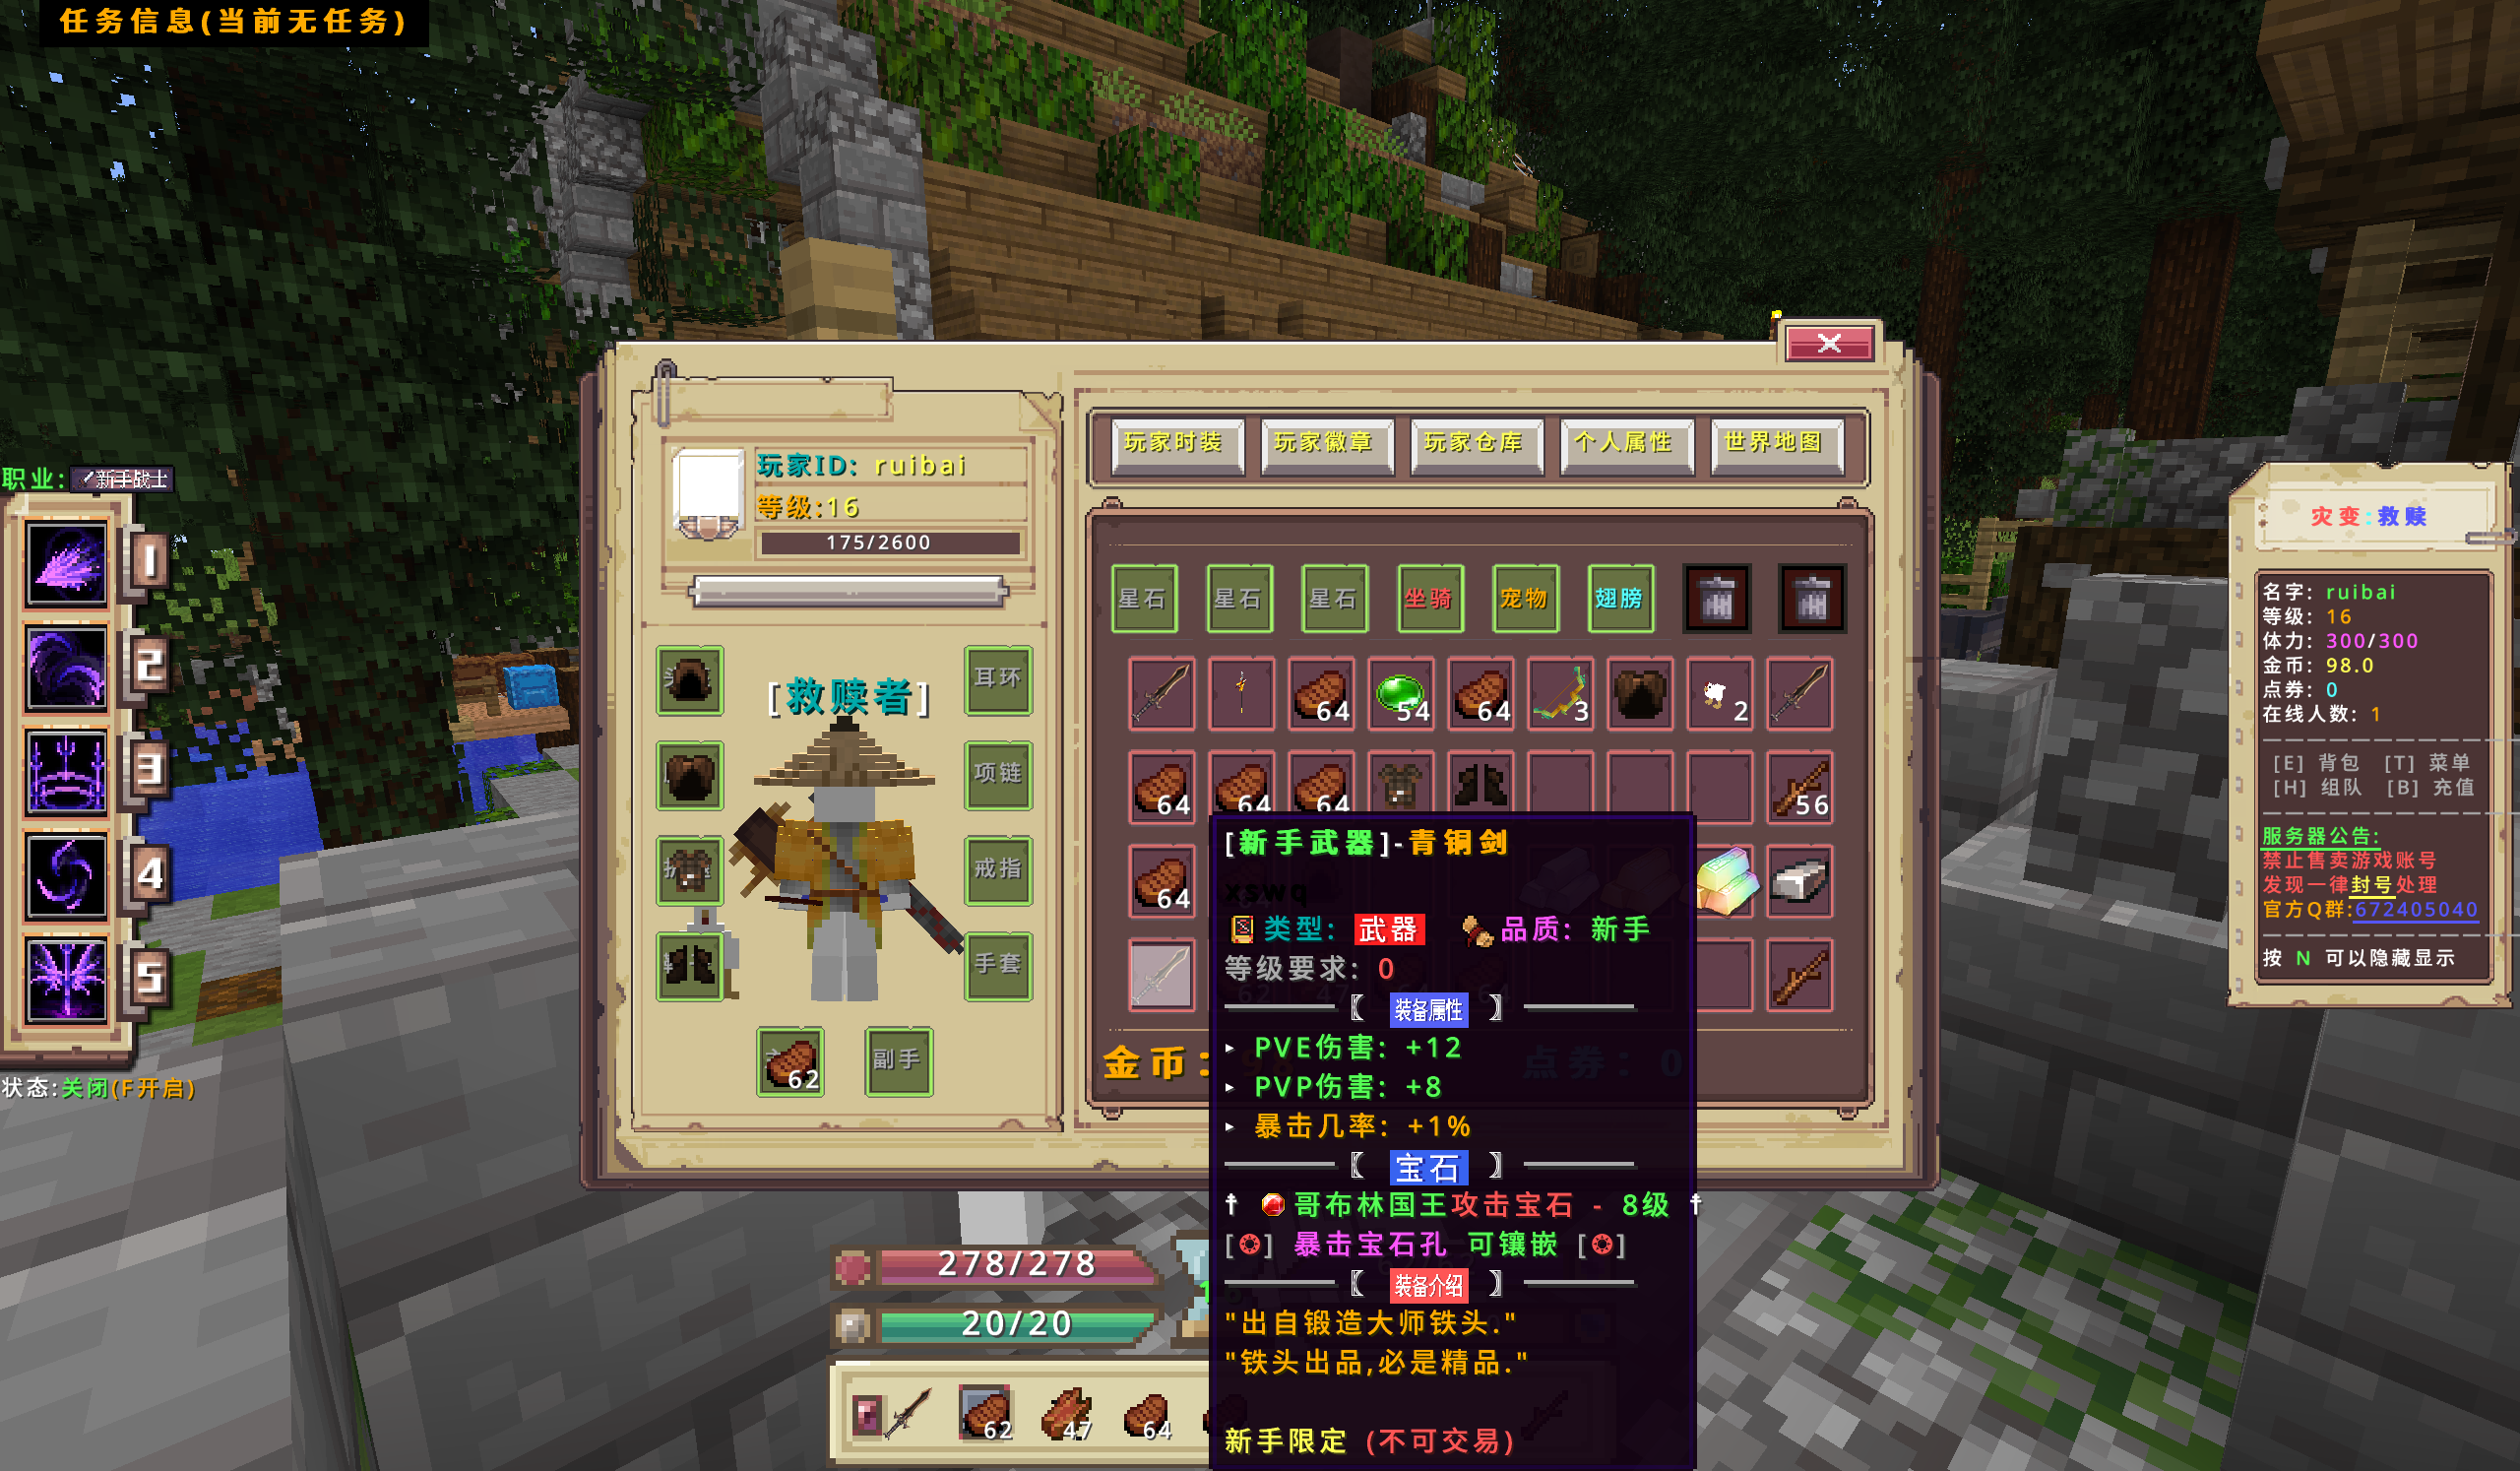 任务信息(当前无任务)
职业:新手战士
1
2
3
4
5
状态:关闭(F开启)
玩家ID: ruibai
等级:16
175/2600
[救赎者]
耳环
项链
戒指
手套
62
副手
玩家时装 玩家徽章 玩家仓库 个人属性 世界地图
星石 星石 星石 坐骑 宠物 翅膀
64 54 64 3 2
64 64 64 56
64
金币:
点券: 0
[新手武器]-青铜剑
xswq
类型: 武器 品质: 新手
等级要求: 0
装备属性
PVE伤害: +12
PVP伤害: +8
暴击几率: +1%
宝石
哥布林国王攻击宝石 - 8级
暴击宝石孔 可镶嵌
装备介绍
"出自锻造大师铁头."
"铁头出品,必是精品."
新手限定 (不可交易)
278/278
20/20
62 47 64
灾变:救赎
名字: ruibai
等级: 16
体力: 300/300
金币: 98.0
点券: 0
在线人数: 1
[E] 背包 [T] 菜单
[H] 组队 [B] 充值
服务器公告:
禁止售卖游戏账号
发现一律封号处理
官方Q群:672405040
按 N 可以隐藏显示